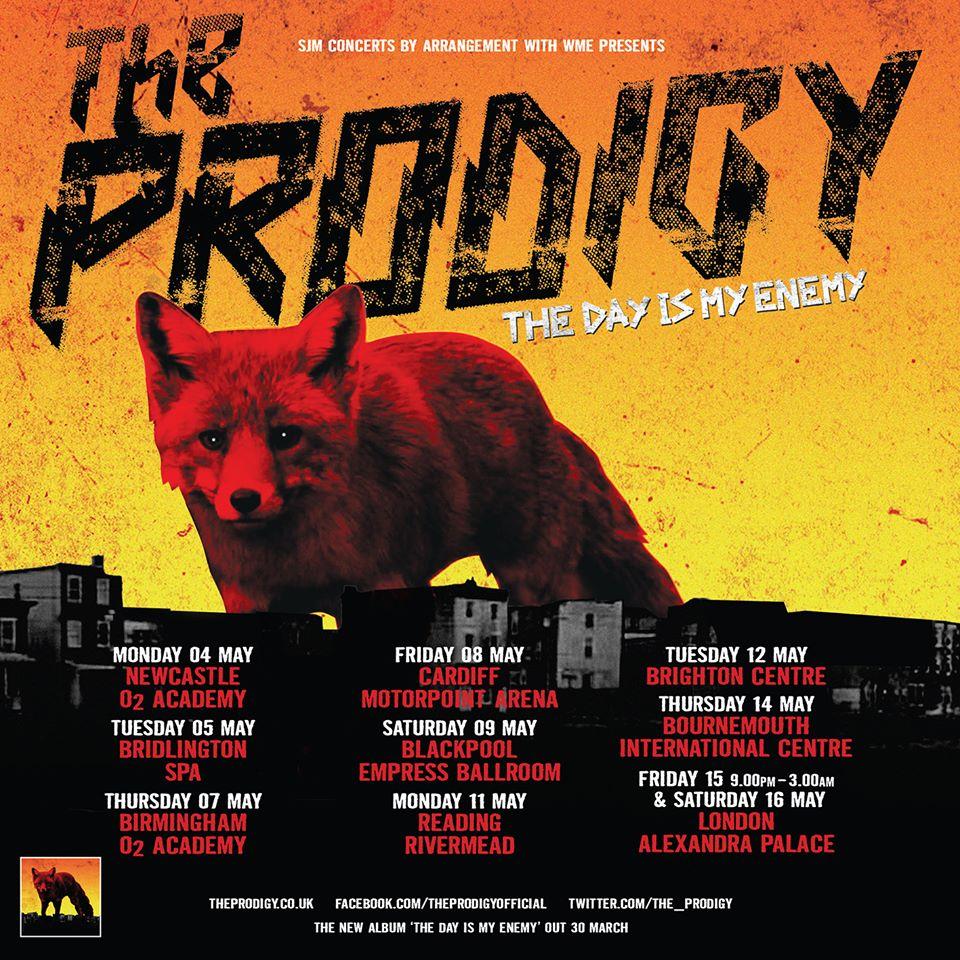 SJM CONCERTS BY ARRANGEMENT WITH WME PRESENTS
THE
PRODIGY
THE DAY IS MY ENEMY
MONDAY 04 MAY
NEWCASTLE
O2 ACADEMY
TUESDAY 05 MAY
BRIDLINGTON
SPA
THURSDAY 07 MAY
BIRMINGHAM
O2 ACADEMY
FRIDAY 08 MAY
CARDIFF
MOTORPOINT ARENA
SATURDAY 09 MAY
BLACKPOOL
EMPRESS BALLROOM
MONDAY 11 MAY
READING
RIVERMEAD
TUESDAY 12 MAY
BRIGHTON CENTRE
THURSDAY 14 MAY
BOURNEMOUTH
INTERNATIONAL CENTRE
FRIDAY 15 9.00PM – 3.00AM
& SATURDAY 16 MAY
LONDON
ALEXANDRA PALACE
THEPRODIGY.CO.UK FACEBOOK.COM/THEPRODIGYOFFICIAL TWITTER.COM/THE_PRODIGY
THE NEW ALBUM 'THE DAY IS MY ENEMY' OUT 30 MARCH